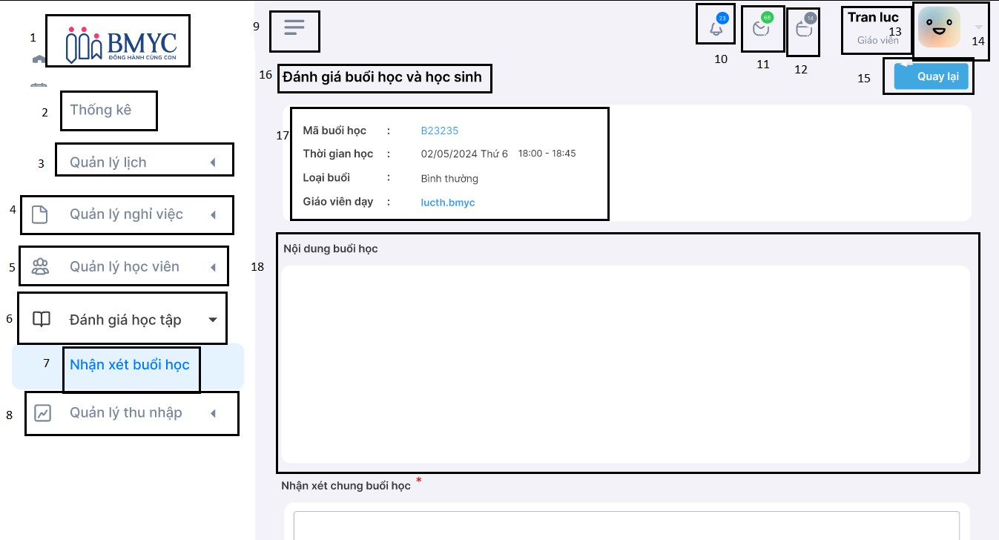 1
BMYC
ĐỒNG HÀNH CÙNG CON
2
Thống kê
3
Quản lý lịch
4
Quản lý nghỉ việc
5
Quản lý học viên
6
Đánh giá học tập
7
Nhận xét buổi học
8
Quản lý thu nhập
9
23
10
68
11
14
12
Tran luc
Giáo viên
13
14
15
Quay lại
16
Đánh giá buổi học và học sinh
17
Mã buổi học : B23235
Thời gian học : 02/05/2024 Thứ 6 18:00 - 18:45
Loại buổi : Bình thường
Giáo viên dạy : lucth.bmyc
18
Nội dung buổi học
Nhận xét chung buổi học *